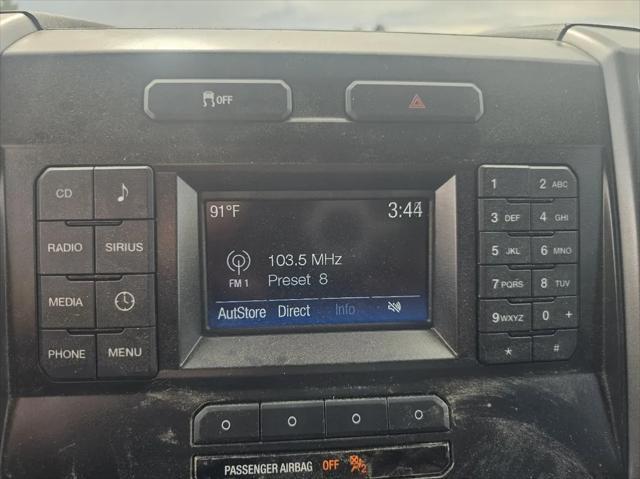 OFF
CD
RADIO SIRIUS
MEDIA
PHONE MENU
91°F 3:44
FM 1
103.5 MHz
Preset 8
AutStore Direct Info
1 2 ABC
3 DEF 4 GHI
5 JKL 6 MNO
7 PQRS 8 TUV
9 WXYZ 0 +
* #
PASSENGER AIRBAG OFF 2